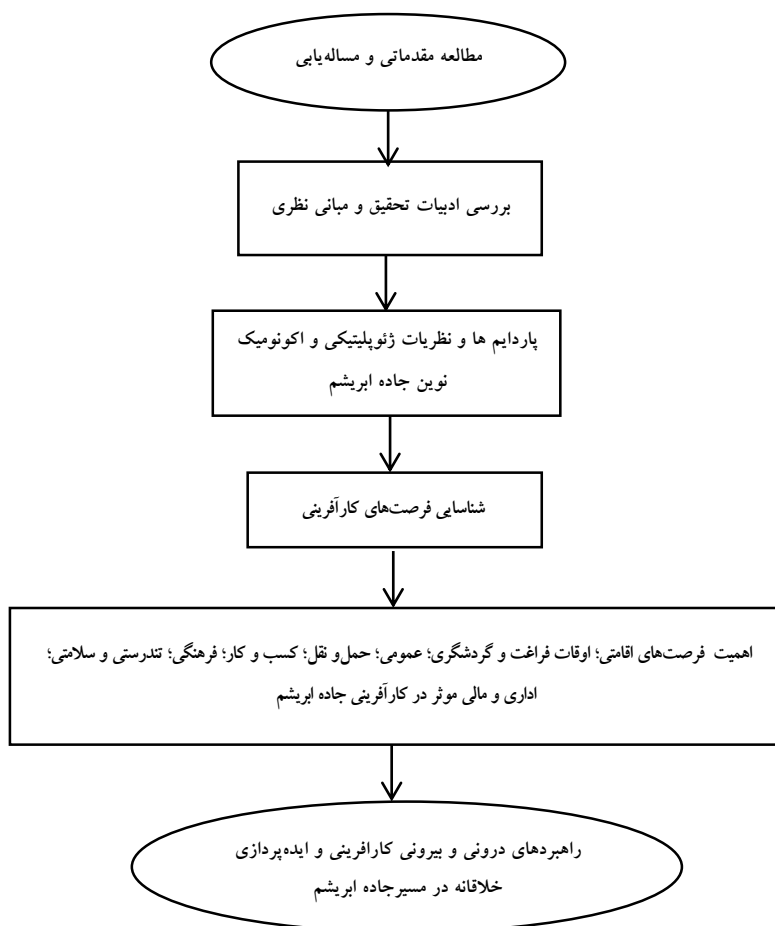 مطالعه مقدماتی و مساله‌یابی
بررسی ادبیات تحقیق و مبانی نظری
پاردایم ها و نظریات ژئوپلیتیکی و اکونومیک
نوین جاده ابریشم
شناسایی فرصت‌های کارآفرینی
اهمیت فرصت‌های اقامتی؛ اوقات فراغت و گردشگری؛ عمومی؛ حمل‌و نقل؛ کسب و کار؛ فرهنگی؛ تندرستی و سلامتی؛
اداری و مالی موثر در کارآفرینی جاده ابریشم
راهبردهای درونی و بیرونی کارافرینی و ایده‌پردازی
خلاقانه در مسیرجاده ابریشم